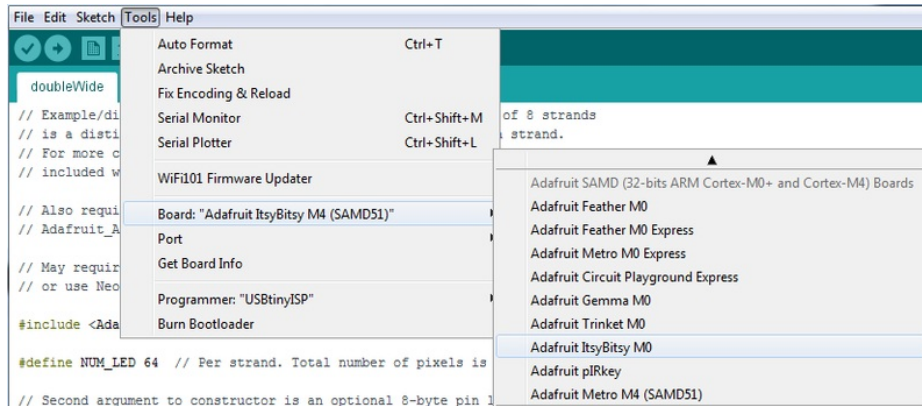 File Edit Sketch Tools Help
Auto Format Ctrl+T
Archive Sketch
Fix Encoding & Reload
Serial Monitor Ctrl+Shift+M
Serial Plotter Ctrl+Shift+L
WiFi101 Firmware Updater
Board: "Adafruit ItsyBitsy M4 (SAMD51)"
Port
Get Board Info
Programmer: "USBtinyISP"
Burn Bootloader
Adafruit SAMD (32-bits ARM Cortex-M0+ and Cortex-M4) Boards
Adafruit Feather M0
Adafruit Feather M0 Express
Adafruit Metro M0 Express
Adafruit Circuit Playground Express
Adafruit Gemma M0
Adafruit Trinket M0
Adafruit ItsyBitsy M0
Adafruit pIRkey
Adafruit Metro M4 (SAMD51)
doubleWide
// Example/di of 8 strands
// is a disti strand.
// For more c
// included w
// Also requi
// Adafruit_A
// May requir
// or use Neo
#include <Ada
#define NUM_LED 64 // Per strand. Total number of pixels is
// Second argument to constructor is an optional 8-byte pin l